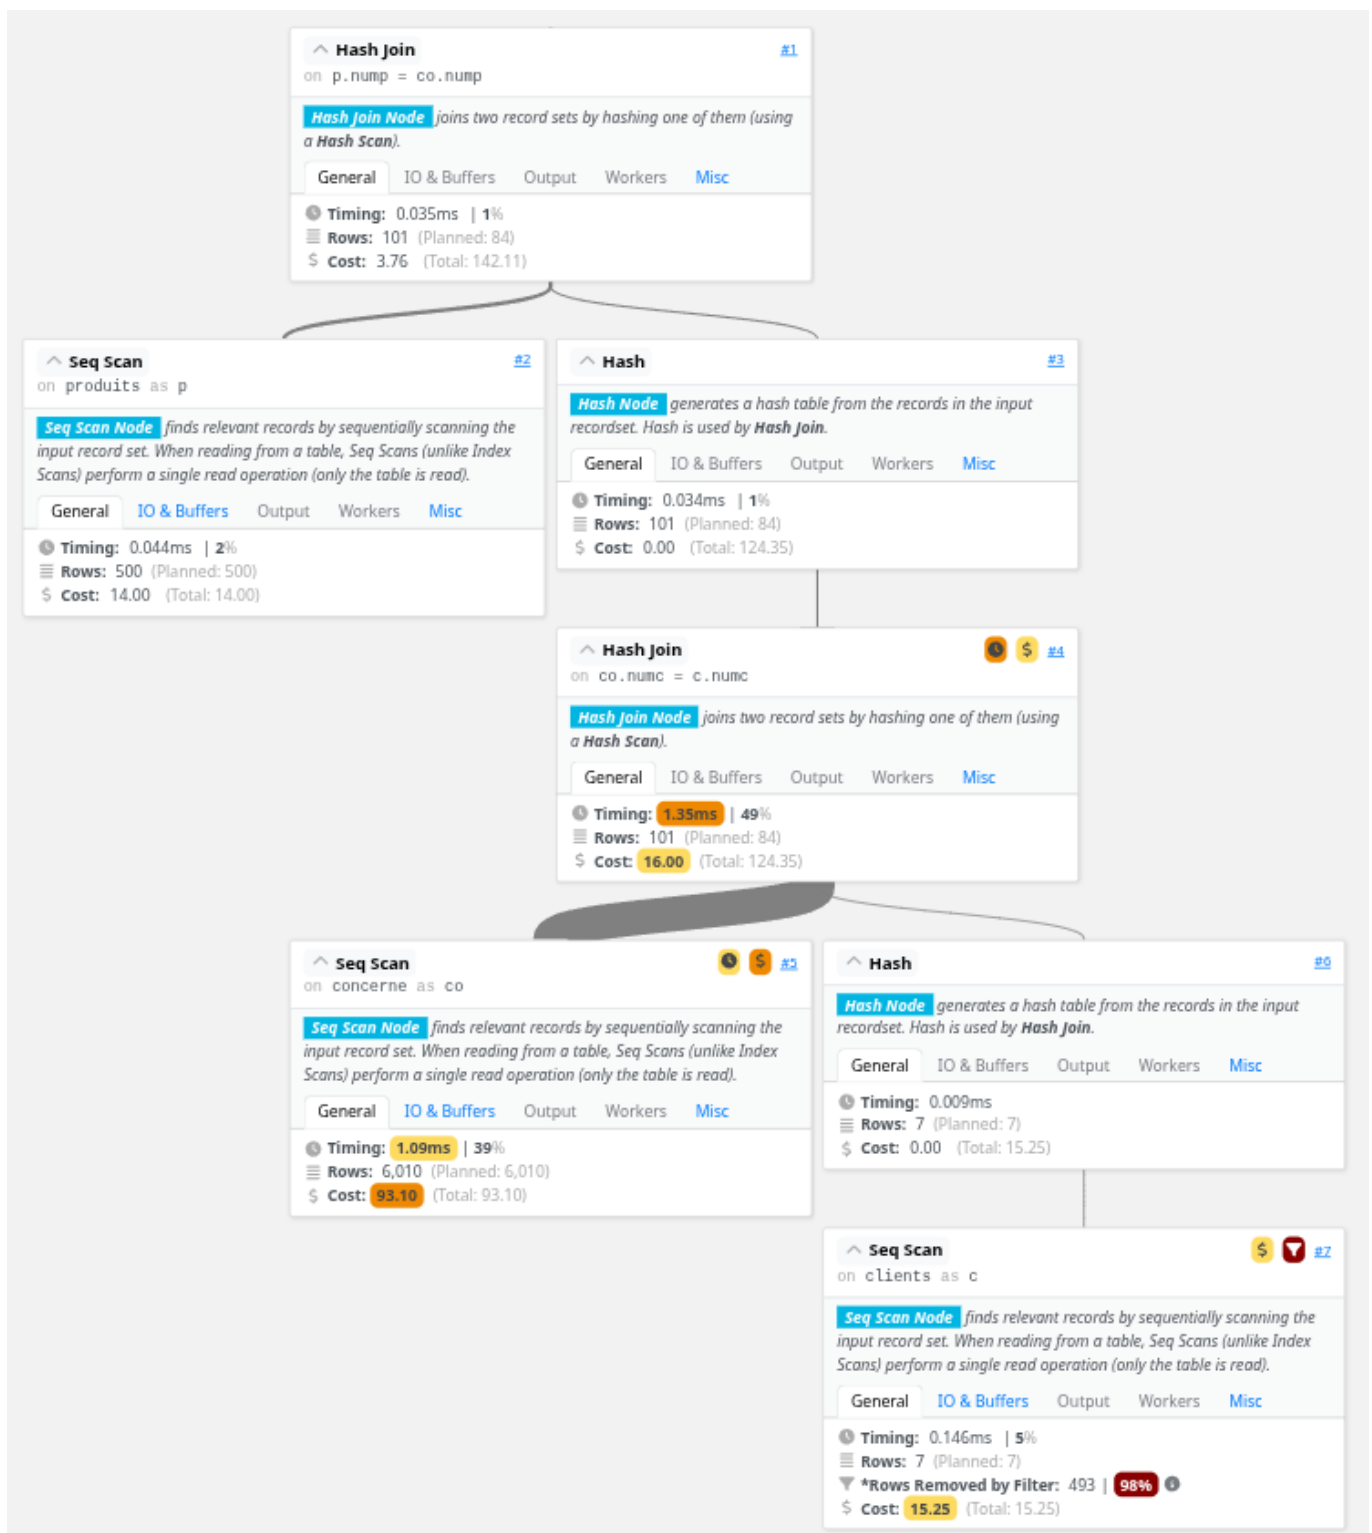 Hash Join #1
on p.nump = co.nump
Hash Join Node joins two record sets by hashing one of them (using
a Hash Scan).
General IO & Buffers Output Workers Misc
Timing: 0.035ms | 1%
Rows: 101 (Planned: 84)
$ Cost: 3.76 (Total: 142.11)
Seq Scan #2
on produits as p
Seq Scan Node finds relevant records by sequentially scanning the
input record set. When reading from a table, Seq Scans (unlike Index
Scans) perform a single read operation (only the table is read).
General IO & Buffers Output Workers Misc
Timing: 0.044ms | 2%
Rows: 500 (Planned: 500)
$ Cost: 14.00 (Total: 14.00)
Hash #3
Hash Node generates a hash table from the records in the input
recordset. Hash is used by Hash Join.
General IO & Buffers Output Workers Misc
Timing: 0.034ms | 1%
Rows: 101 (Planned: 84)
$ Cost: 0.00 (Total: 124.35)
Hash Join $ #4
on co.numc = c.numc
Hash Join Node joins two record sets by hashing one of them (using
a Hash Scan).
General IO & Buffers Output Workers Misc
Timing: 1.35ms | 49%
Rows: 101 (Planned: 84)
$ Cost: 16.00 (Total: 124.35)
Seq Scan $ #5
on concerne as co
Seq Scan Node finds relevant records by sequentially scanning the
input record set. When reading from a table, Seq Scans (unlike Index
Scans) perform a single read operation (only the table is read).
General IO & Buffers Output Workers Misc
Timing: 1.09ms | 39%
Rows: 6,010 (Planned: 6,010)
$ Cost: 93.10 (Total: 93.10)
Hash #6
Hash Node generates a hash table from the records in the input
recordset. Hash is used by Hash Join.
General IO & Buffers Output Workers Misc
Timing: 0.009ms
Rows: 7 (Planned: 7)
$ Cost: 0.00 (Total: 15.25)
Seq Scan $ #7
on clients as c
Seq Scan Node finds relevant records by sequentially scanning the
input record set. When reading from a table, Seq Scans (unlike Index
Scans) perform a single read operation (only the table is read).
General IO & Buffers Output Workers Misc
Timing: 0.146ms | 5%
Rows: 7 (Planned: 7)
*Rows Removed by Filter: 493 | 98%
$ Cost: 15.25 (Total: 15.25)